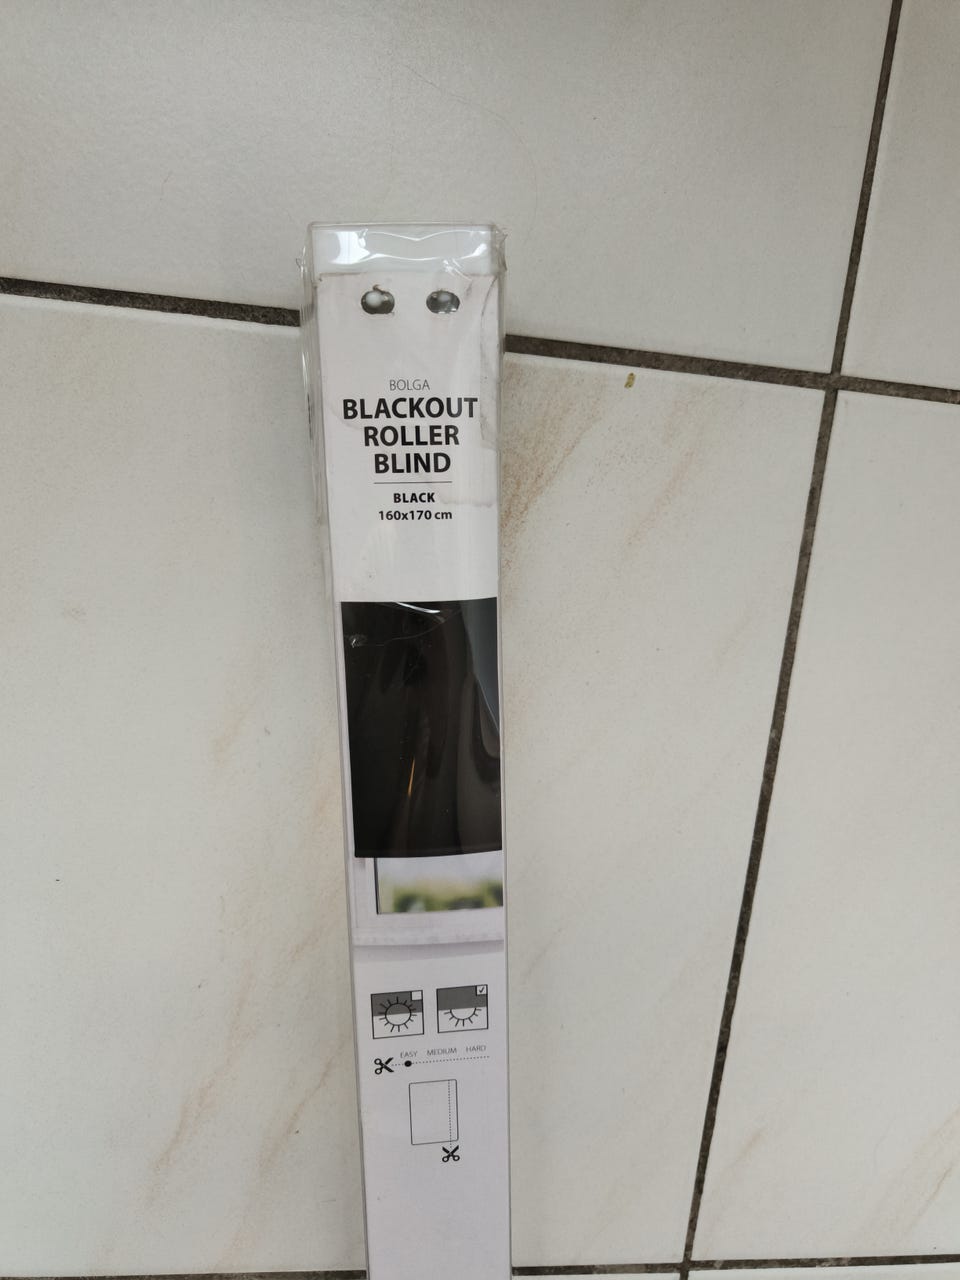 BOLGA
BLACKOUT
ROLLER
BLIND
BLACK
160x170 cm
EASY MEDIUM HARD